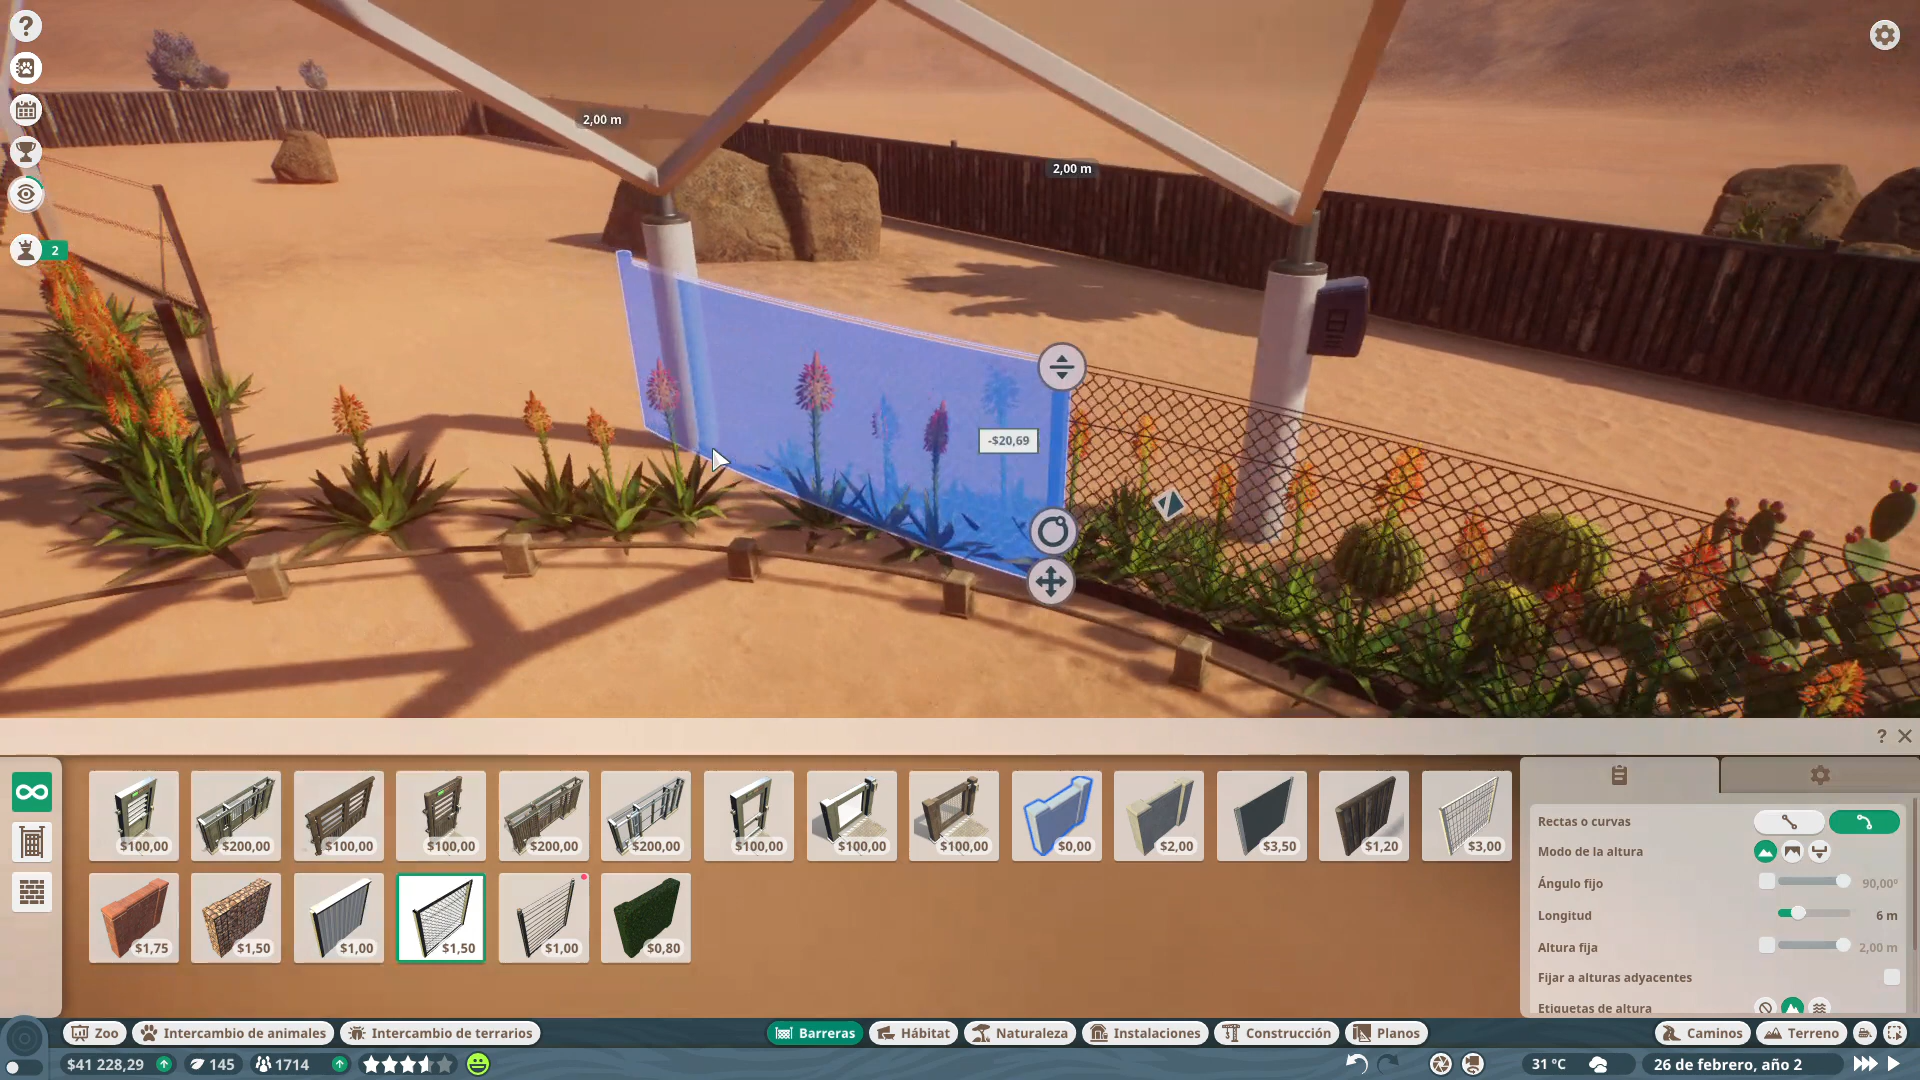 2,00 m
2,00 m
2
-$20,69
?
?
$100,00
$200,00
$100,00
$100,00
$200,00
$200,00
$100,00
$100,00
$100,00
$0,00
$2,00
$3,50
$1,20
$3,00
$1,75
$1,50
$1,00
$1,50
$1,00
$0,80
Rectas o curvas
Modo de la altura
Ángulo fijo
90,00º
Longitud
6 m
Altura fija
2,00 m
Fijar a alturas adyacentes
Etiquetas de altura
Zoo
Intercambio de animales
Intercambio de terrarios
Barreras
Hábitat
Naturaleza
Instalaciones
Construcción
Planos
Caminos
Terreno
$41 228,29
145
1714
31 °C
26 de febrero, año 2